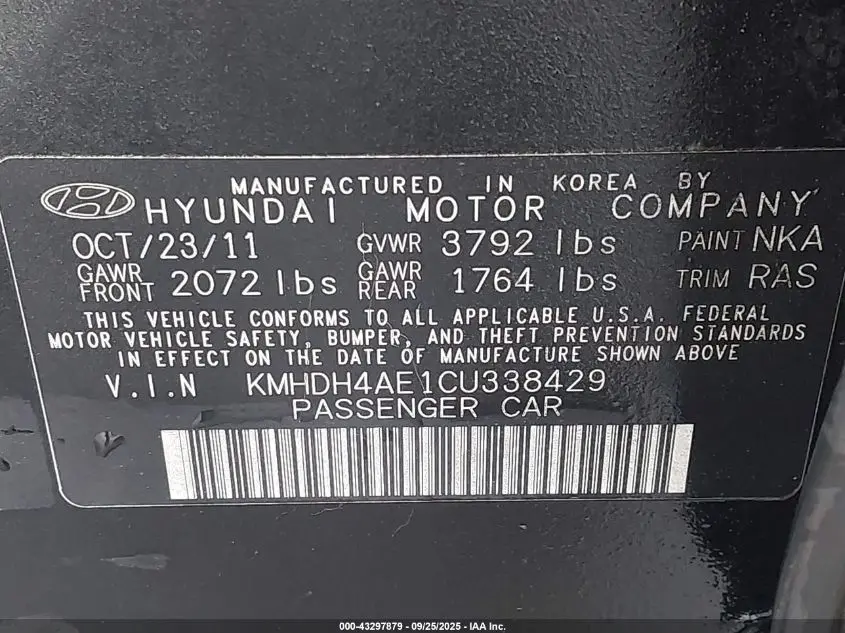 MANUFACTURED IN KOREA BY
HYUNDAI MOTOR COMPANY
OCT/23/11 GVWR 3792 lbs PAINT NKA
GAWR FRONT 2072 lbs GAWR REAR 1764 lbs TRIM RAS
THIS VEHICLE CONFORMS TO ALL APPLICABLE U.S.A. FEDERAL
MOTOR VEHICLE SAFETY, BUMPER, AND THEFT PREVENTION STANDARDS
IN EFFECT ON THE DATE OF MANUFACTURE SHOWN ABOVE
V.I.N KMHDH4AE1CU338429
PASSENGER CAR
000-43297879 - 09/25/2025 - IAA Inc.